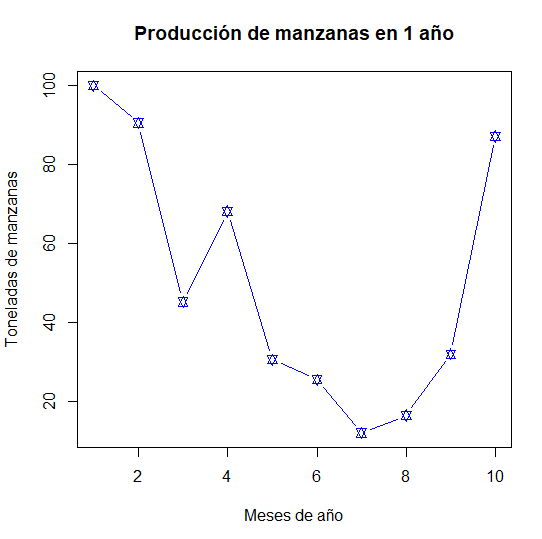 Producción de manzanas en 1 año
Toneladas de manzanas
100
80
60
40
20
2 4 6 8 10
Meses de año